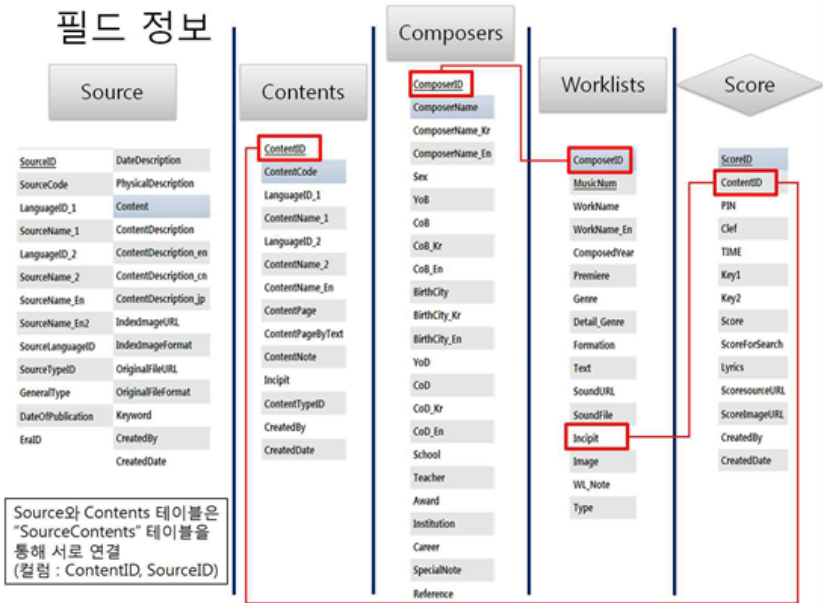 필드 정보
Source
SourceID
SourceCode
LanguageID_1
SourceName_1
LanguageID_2
SourceName_2
SourceName_En
SourceName_En2
SourceLanguageID
SourceTypeID
GeneralType
DateOfPublication
EraID
DateDescription
PhysicalDescription
Content
ContentDescription
ContentDescription_en
ContentDescription_cn
ContentDescription_jp
IndexImageURL
IndexImageFormat
OriginalFileURL
OriginalFileFormat
Keyword
CreatedBy
CreatedDate
Source와 Contents 테이블은
"SourceContents" 테이블을
통해 서로 연결
(컬럼 : ContentID, SourceID)
Contents
ContentID
ContentCode
LanguageID_1
ContentName_1
LanguageID_2
ContentName_2
ContentName_En
ContentPage
ContentPageByText
ContentNote
Incipit
ContentTypeID
CreatedBy
CreatedDate
Composers
ComposerID
ComposerName
ComposerName_Kr
ComposerName_En
Sex
YoB
CoB
CoB_Kr
CoB_En
BirthCity
BirthCity_Kr
BirthCity_En
YoD
CoD
CoD_Kr
CoD_En
School
Teacher
Award
Institution
Career
SpecialNote
Reference
Worklists
ComposerID
MusicNum
WorkName
WorkName_En
ComposedYear
Premiere
Genre
Detail_Genre
Formation
Text
SoundURL
SoundFile
Incipit
Image
WL_Note
Type
Score
ScoreID
ContentID
PIN
Clef
TIME
Key1
Key2
Score
ScoreForSearch
Lyrics
ScoresourceURL
ScoreImageURL
CreatedBy
CreatedDate